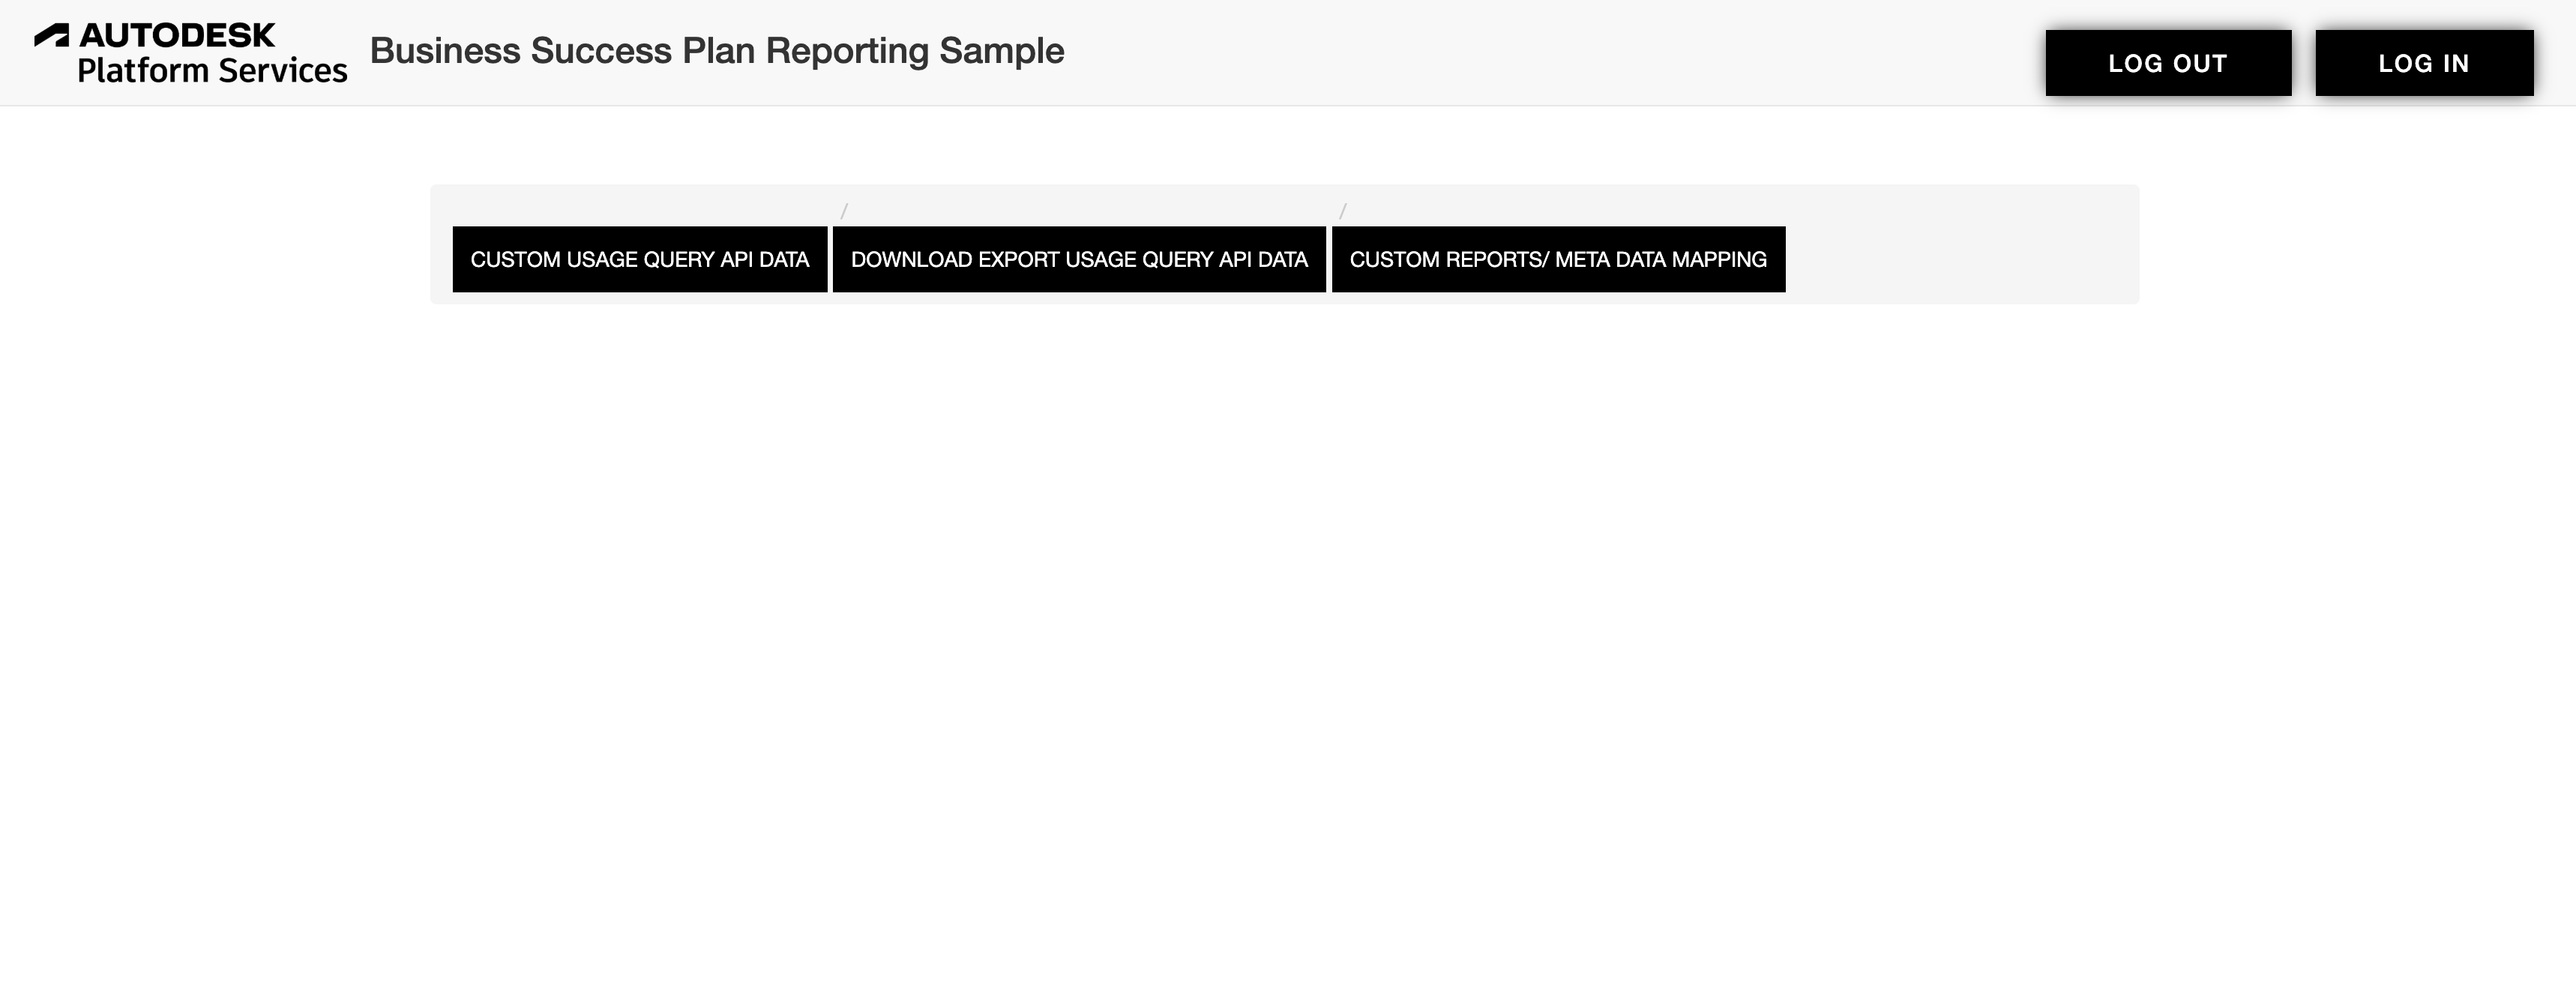 AUTODESK
Platform Services
Business Success Plan Reporting Sample
LOG OUT
LOG IN
/
/
CUSTOM USAGE QUERY API DATA
DOWNLOAD EXPORT USAGE QUERY API DATA
CUSTOM REPORTS/ META DATA MAPPING